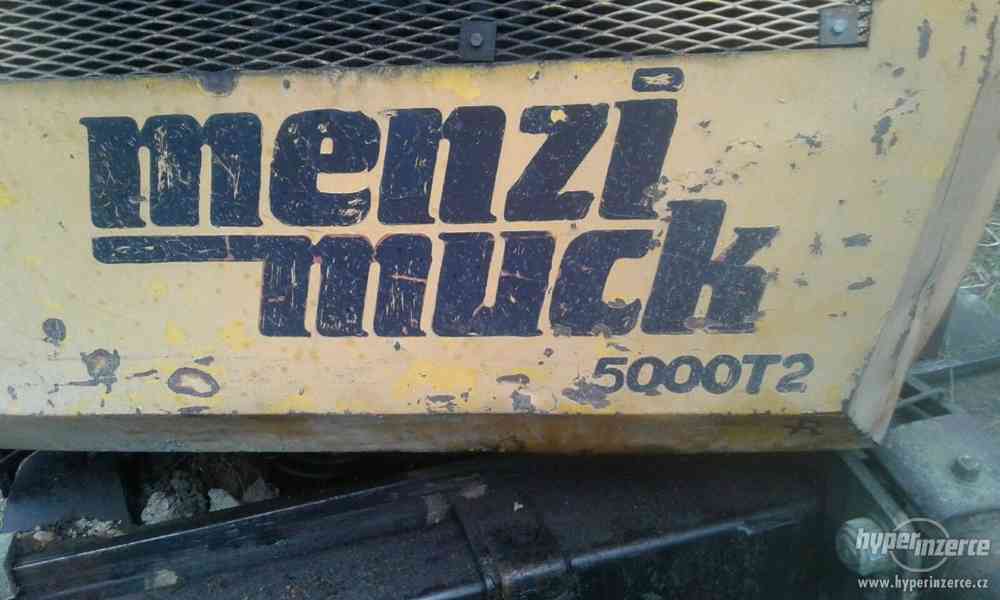 menzi
muck
5000T2
hyperinzerce
www.hyperinzerce.cz